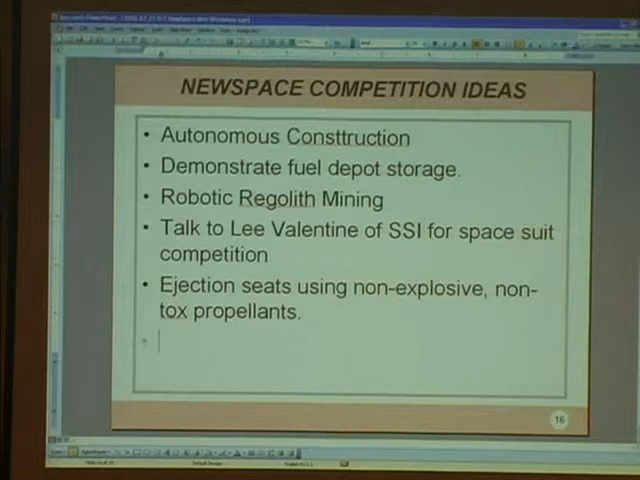 NEWSPACE COMPETITION IDEAS
• Autonomous Consttruction
• Demonstrate fuel depot storage.
• Robotic Regolith Mining
• Talk to Lee Valentine of SSI for space suit
competition
• Ejection seats using non-explosive, non-
tox propellants.
16